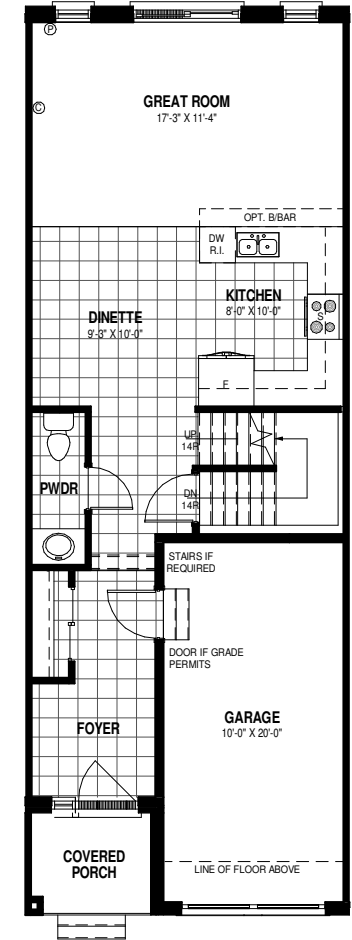 P
C
GREAT ROOM
17'-3" X 11'-4"
OPT. B/BAR
DW
R.I.
KITCHEN
8'-0" X 10'-0"
S
DINETTE
9'-3" X 10'-0"
F
UP
14R
PWDR
DN
14R
STAIRS IF
REQUIRED
DOOR IF GRADE
PERMITS
GARAGE
10'-0" X 20'-0"
FOYER
COVERED
PORCH
LINE OF FLOOR ABOVE